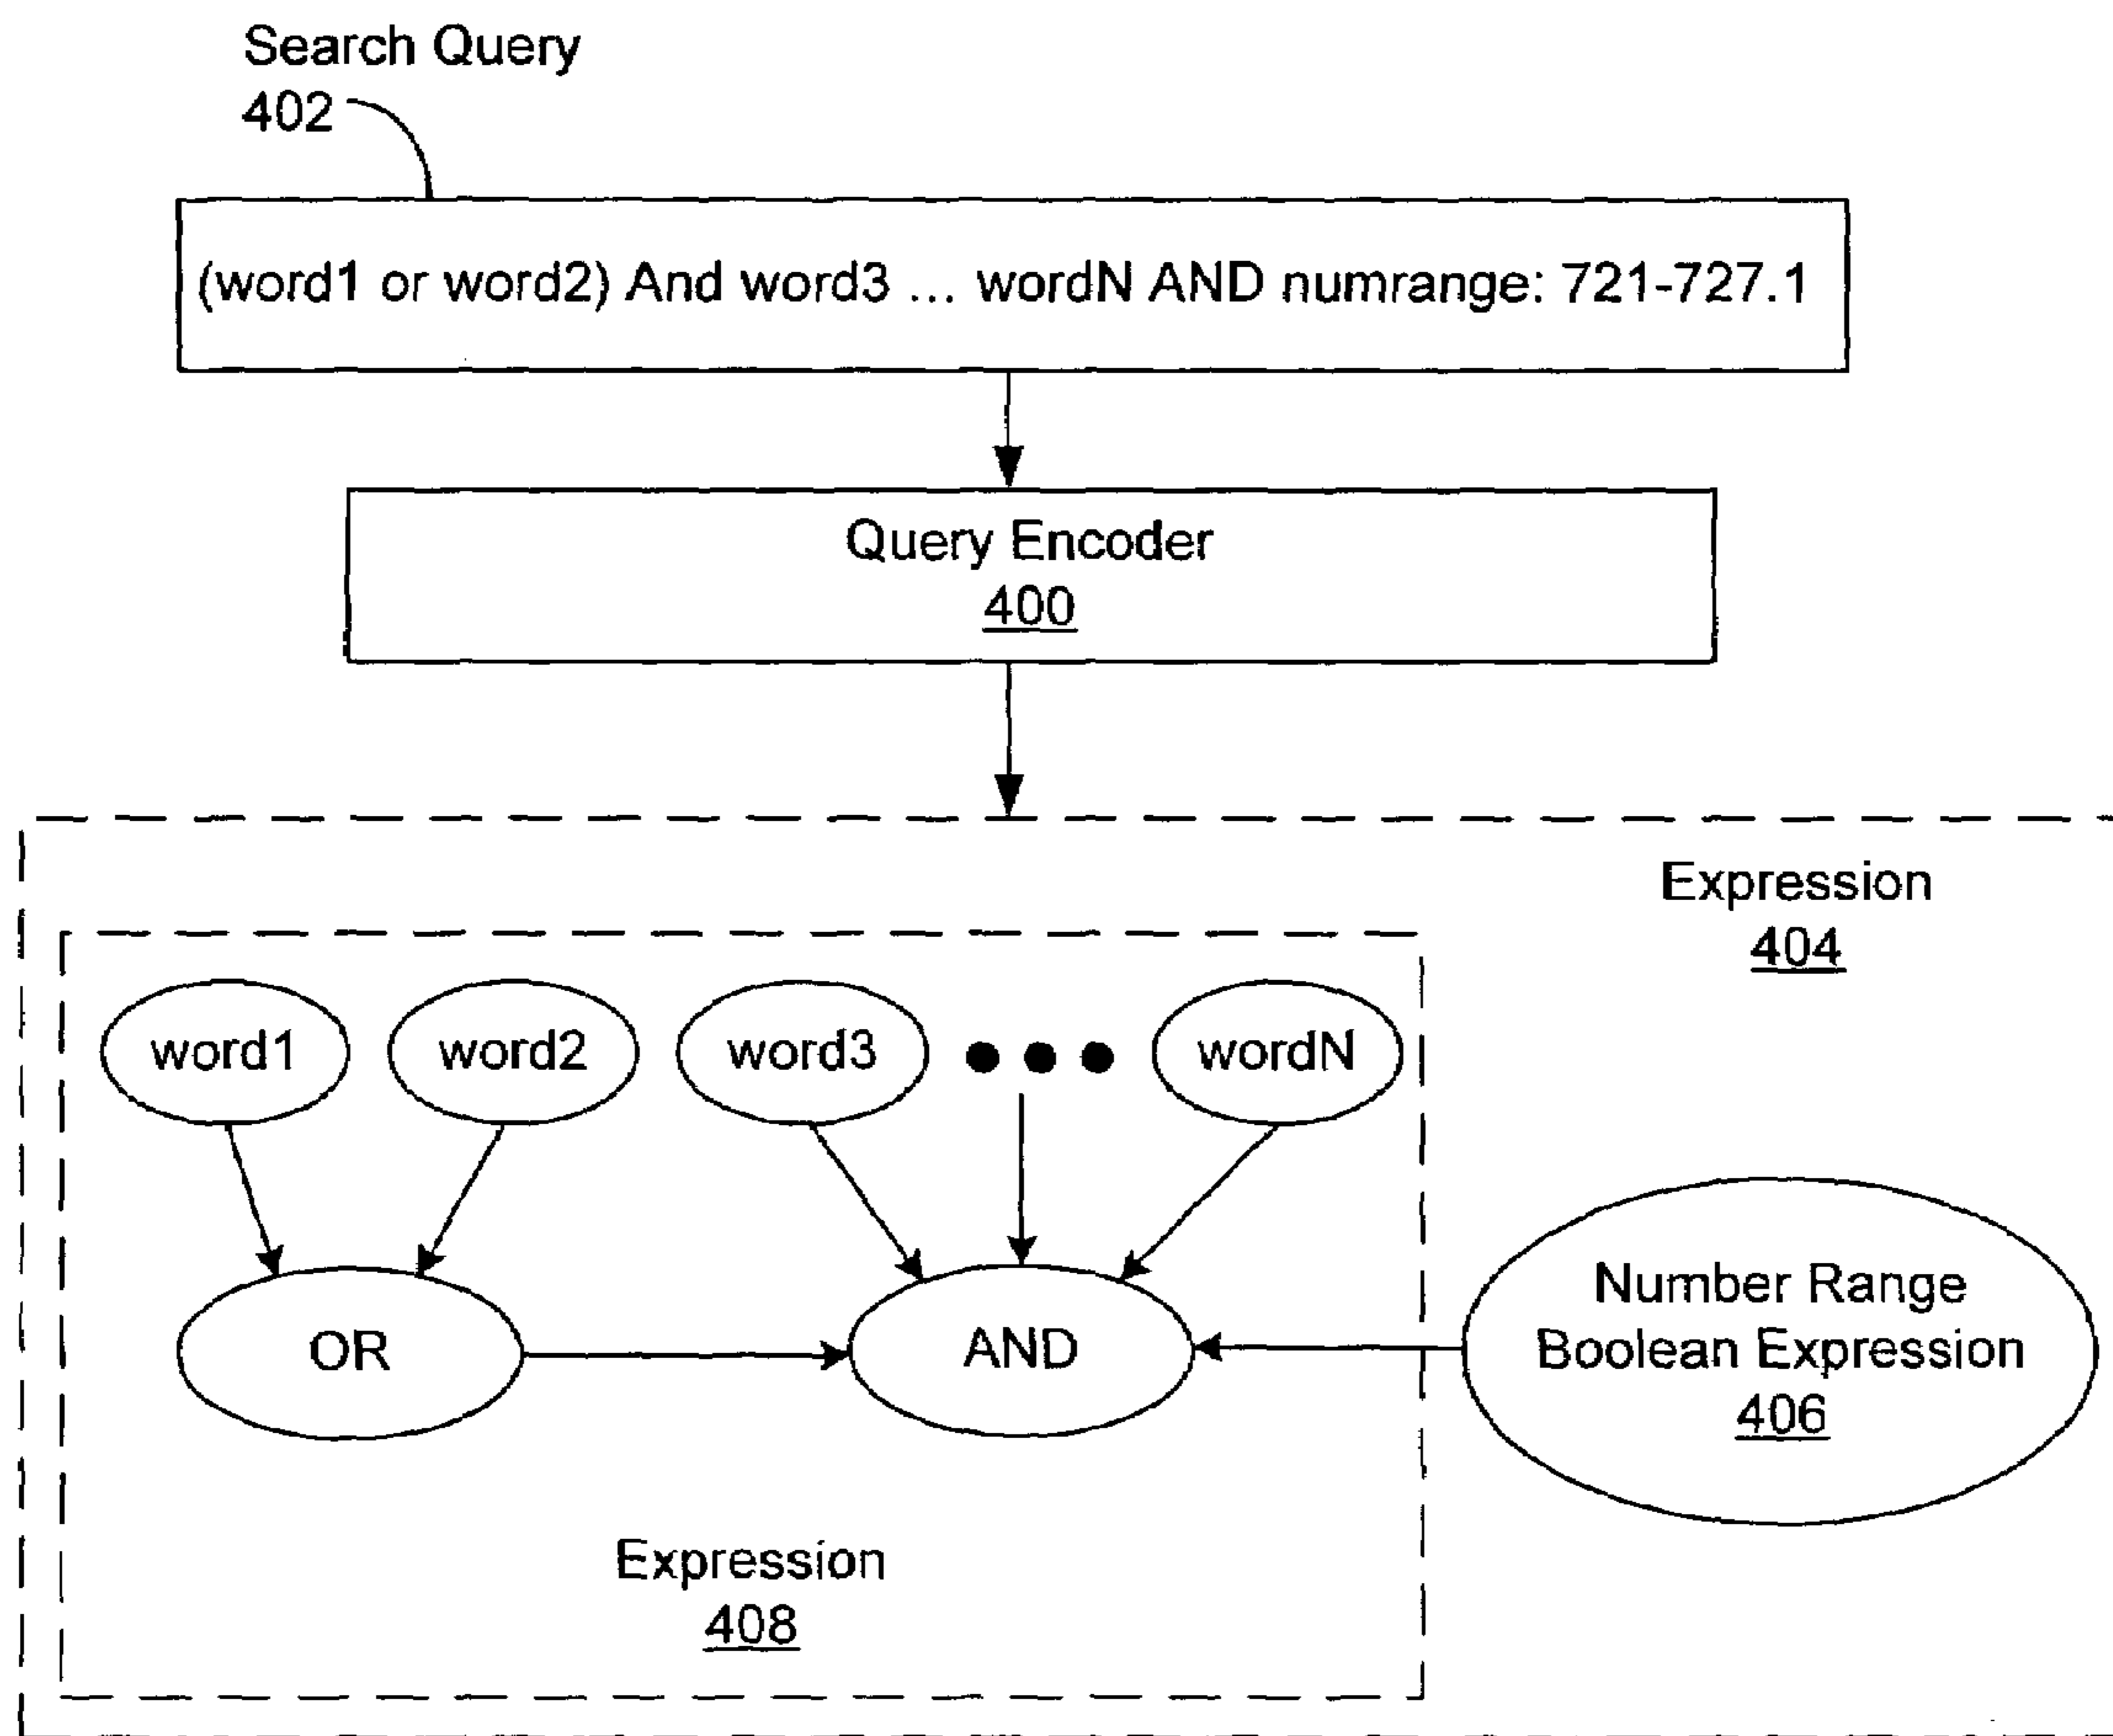 Search Query
402
(word1 or word2) And word3 ... wordN AND numrange: 721-727.1
Query Encoder
400
Expression
404
word1
word2
word3
wordN
OR
AND
Number Range
Boolean Expression
406
Expression
408